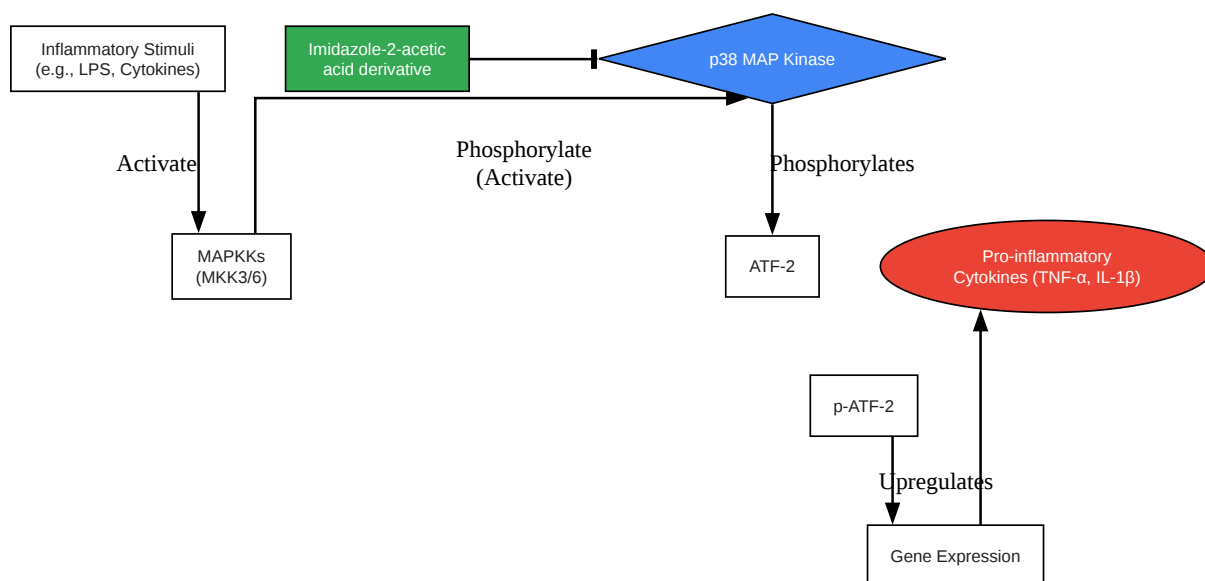 Inflammatory Stimuli
(e.g., LPS, Cytokines)
Imidazole-2-acetic
acid derivative
p38 MAP Kinase
Activate
Phosphorylate
(Activate)
Phosphorylates
MAPKKs
(MKK3/6)
ATF-2
Pro-inflammatory
Cytokines (TNF-α, IL-1β)
p-ATF-2
Upregulates
Gene Expression